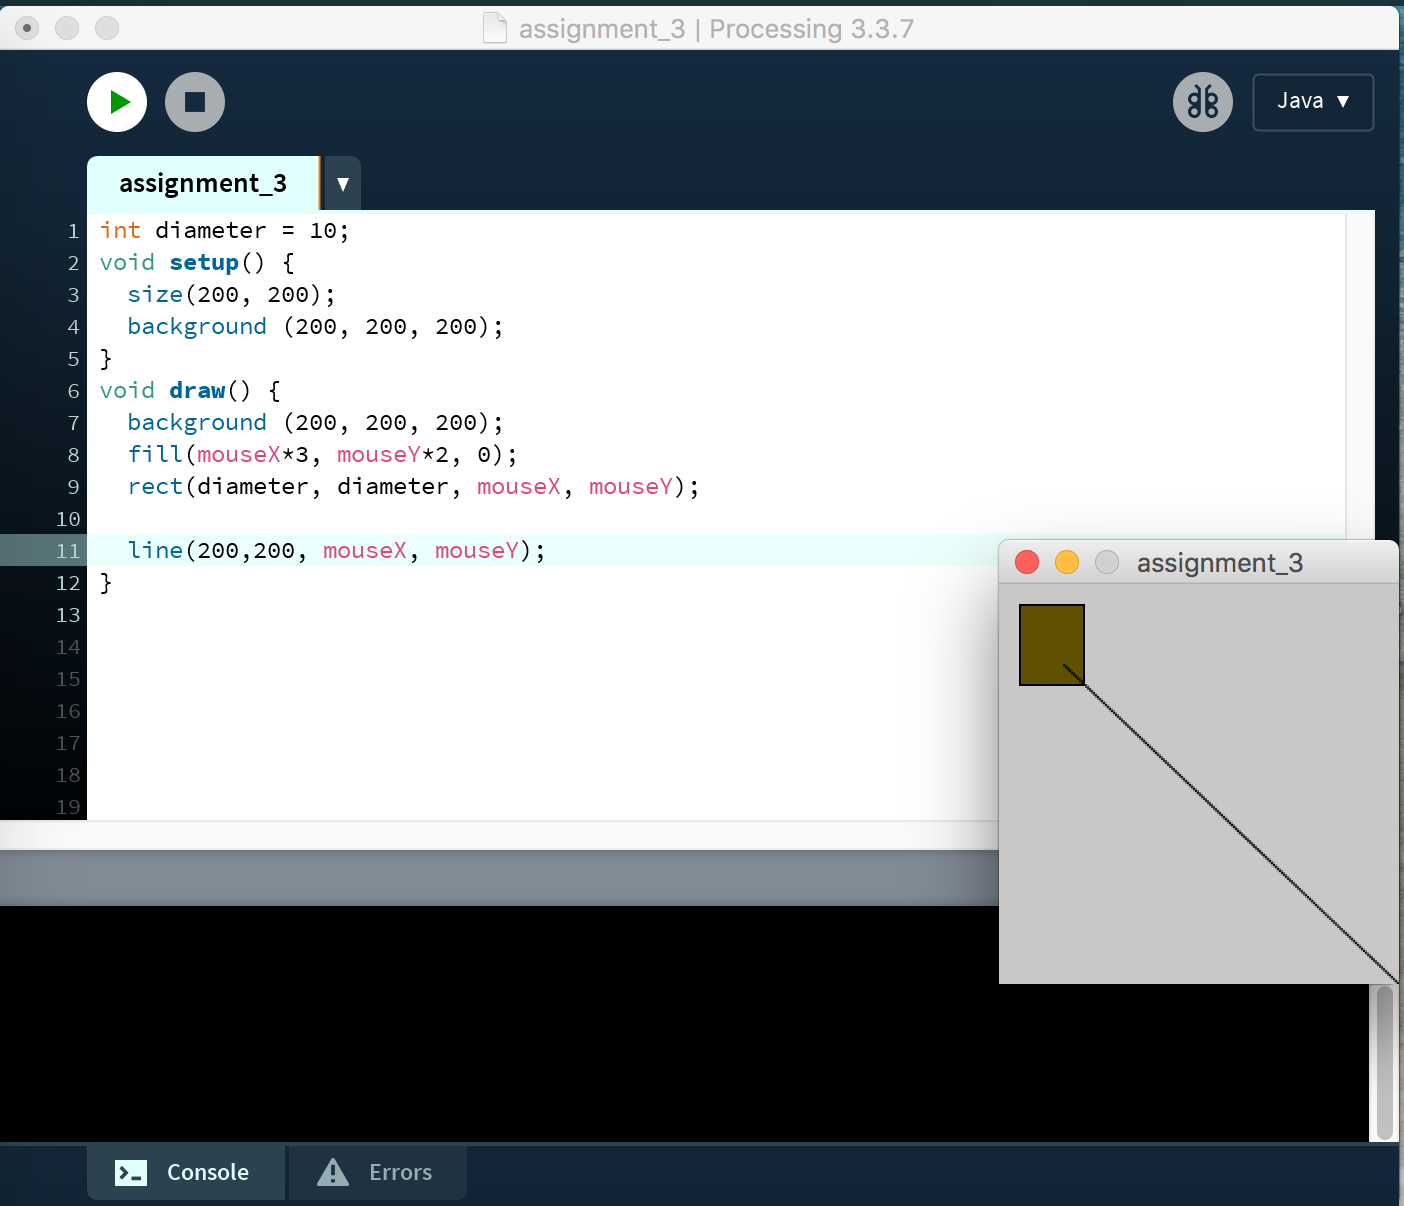 assignment_3 | Processing 3.3.7
Java ▼
assignment_3 ▼
1 int diameter = 10;
2 void setup() {
3   size(200, 200);
4   background (200, 200, 200);
5 }
6 void draw() {
7   background (200, 200, 200);
8   fill(mouseX*3, mouseY*2, 0);
9   rect(diameter, diameter, mouseX, mouseY);
10
11   line(200,200, mouseX, mouseY);
12 }
13
14
15
16
17
18
19
assignment_3
Console
Errors